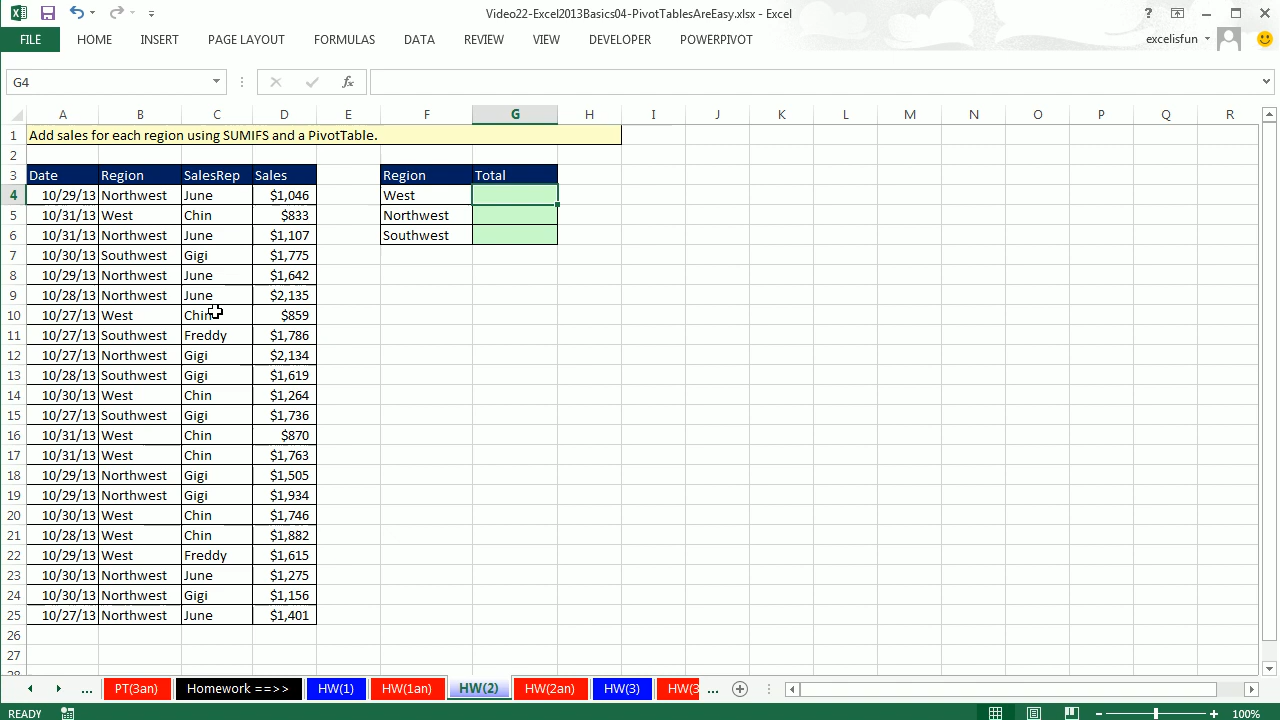 Video22-Excel2013Basics04-PivotTablesAreEasy.xlsx - Excel
FILE HOME INSERT PAGE LAYOUT FORMULAS DATA REVIEW VIEW DEVELOPER POWERPIVOT excelisfun
G4 fx
A B C D E F G H I J K L M N O P Q R
1 Add sales for each region using SUMIFS and a PivotTable.
2
3 Date Region SalesRep Sales Region Total
4 10/29/13 Northwest June $1,046 West
5 10/31/13 West Chin $833 Northwest
6 10/31/13 Northwest June $1,107 Southwest
7 10/30/13 Southwest Gigi $1,775
8 10/29/13 Northwest June $1,642
9 10/28/13 Northwest June $2,135
10 10/27/13 West Chin $859
11 10/27/13 Southwest Freddy $1,786
12 10/27/13 Northwest Gigi $2,134
13 10/28/13 Southwest Gigi $1,619
14 10/30/13 West Chin $1,264
15 10/27/13 Southwest Gigi $1,736
16 10/31/13 West Chin $870
17 10/31/13 West Chin $1,763
18 10/29/13 Northwest Gigi $1,505
19 10/29/13 Northwest Gigi $1,934
20 10/30/13 West Chin $1,746
21 10/28/13 West Chin $1,882
22 10/29/13 West Freddy $1,615
23 10/30/13 Northwest June $1,275
24 10/30/13 Northwest Gigi $1,156
25 10/27/13 Northwest June $1,401
26
27
28
... PT(3an) Homework ==>> HW(1) HW(1an) HW(2) HW(2an) HW(3) HW(3 ...
READY 100%